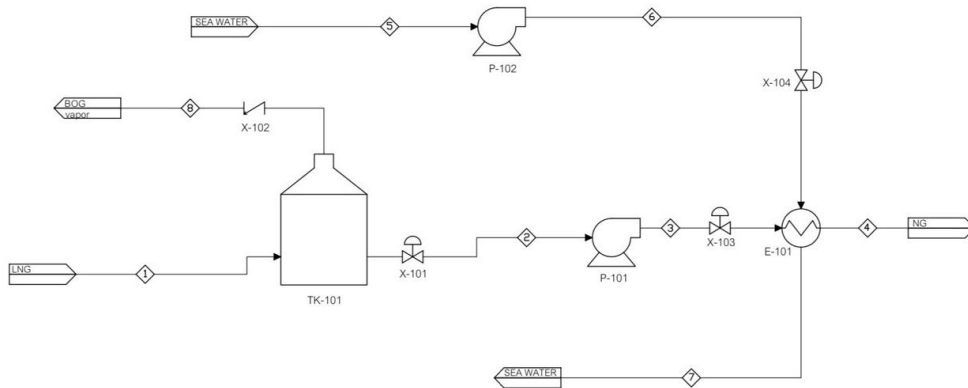 SEA WATER
5
6
P-102
X-104
BOG
vapor
8
X-102
2
3
X-103
4
NG
E-101
LNG
1
X-101
P-101
TK-101
SEA WATER
7